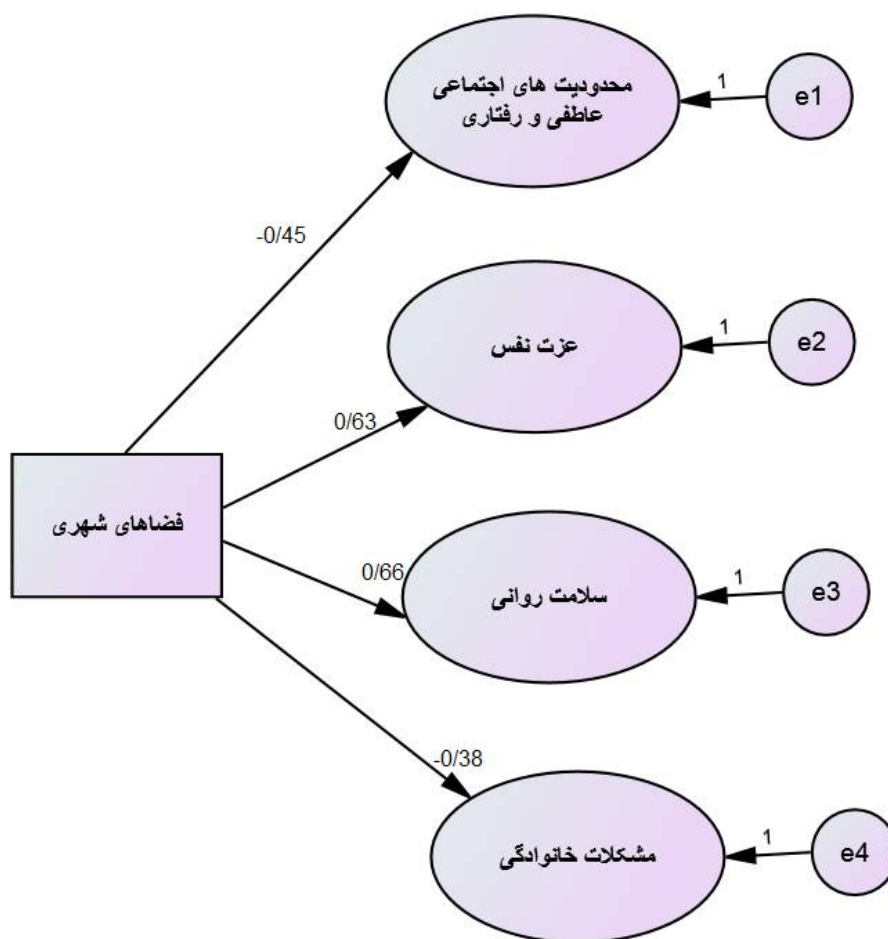 محدودیت های اجتماعی
عاطفی و رفتاری
1
e1
-0/45
عزت نفس
1
e2
0/63
فضاهای شهری
سلامت روانی
1
e3
0/66
-0/38
مشکلات خانوادگی
1
e4